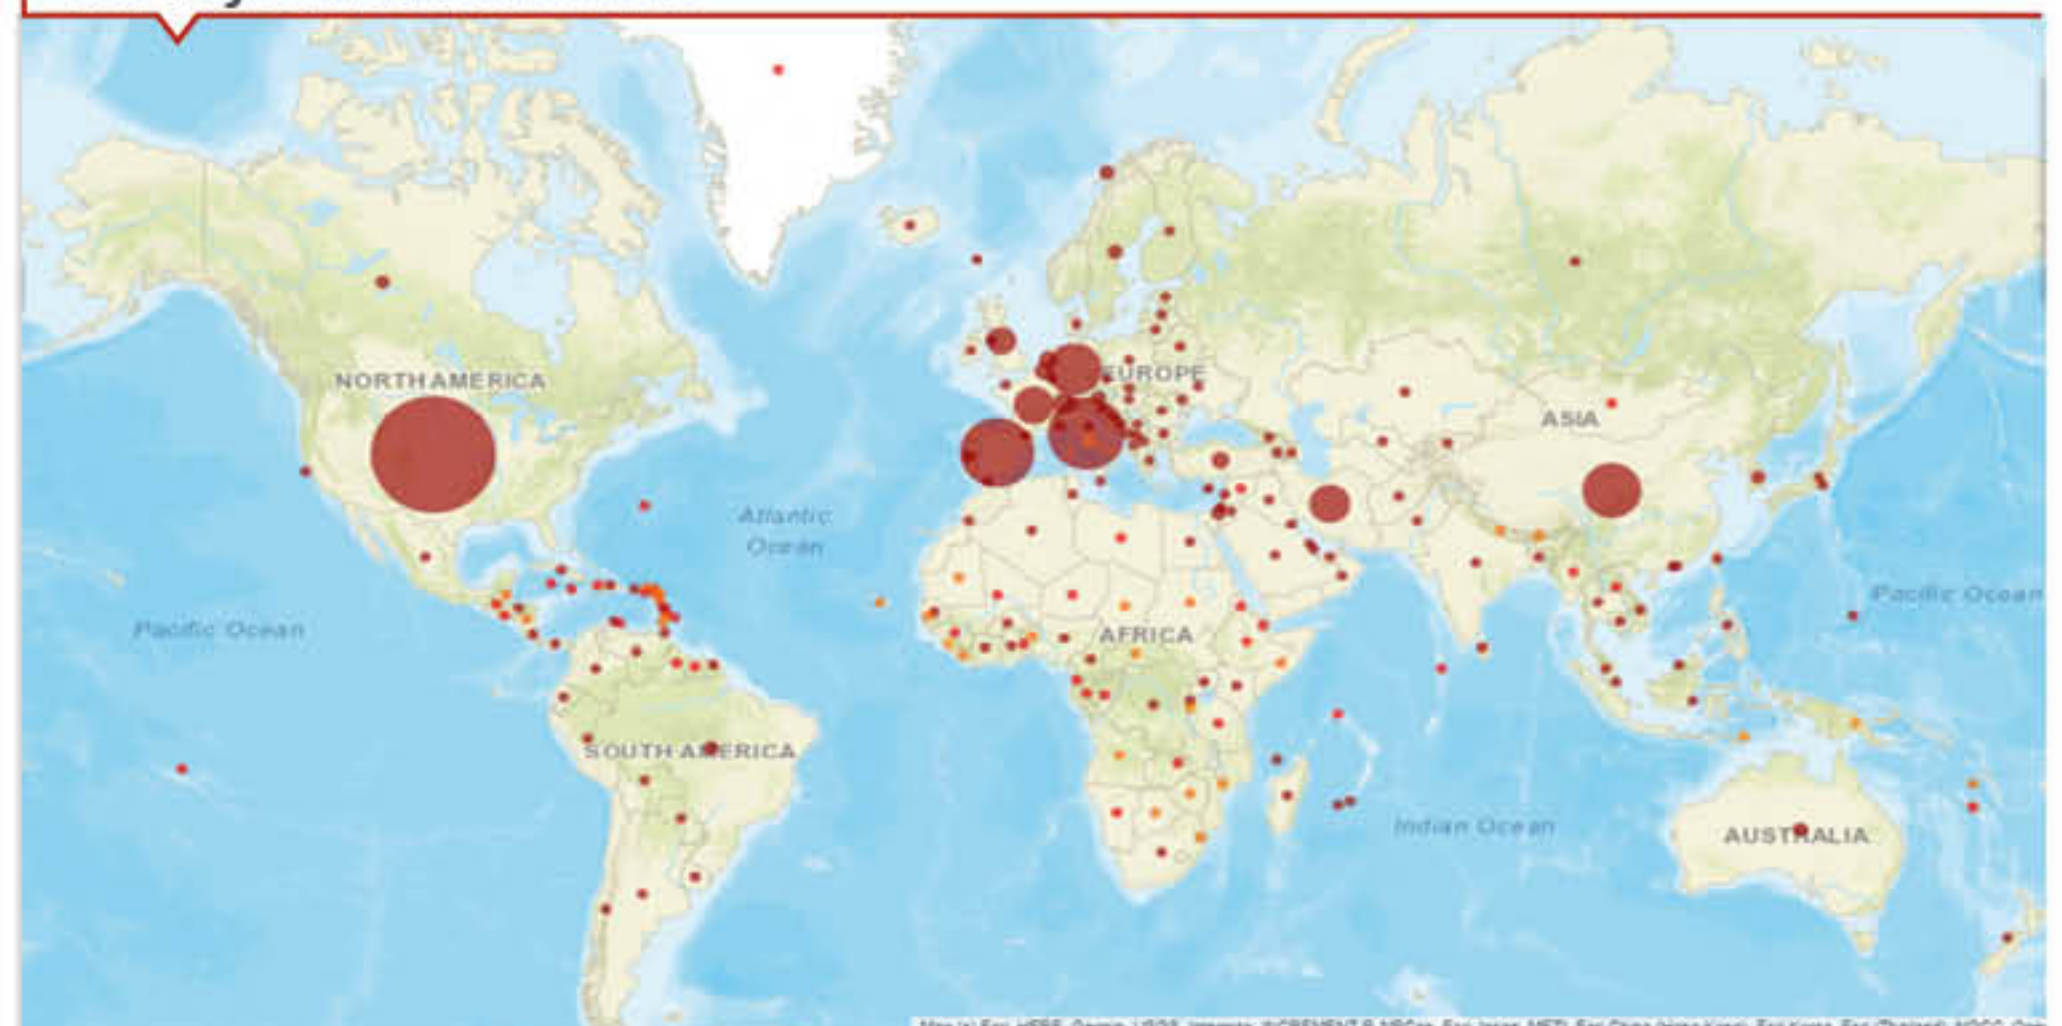 NORTH AMERICA
EUROPE
ASIA
Atlantic
Ocean
Pacific Ocean
Pacific Ocean
AFRICA
SOUTH AMERICA
Indian Ocean
AUSTRALIA